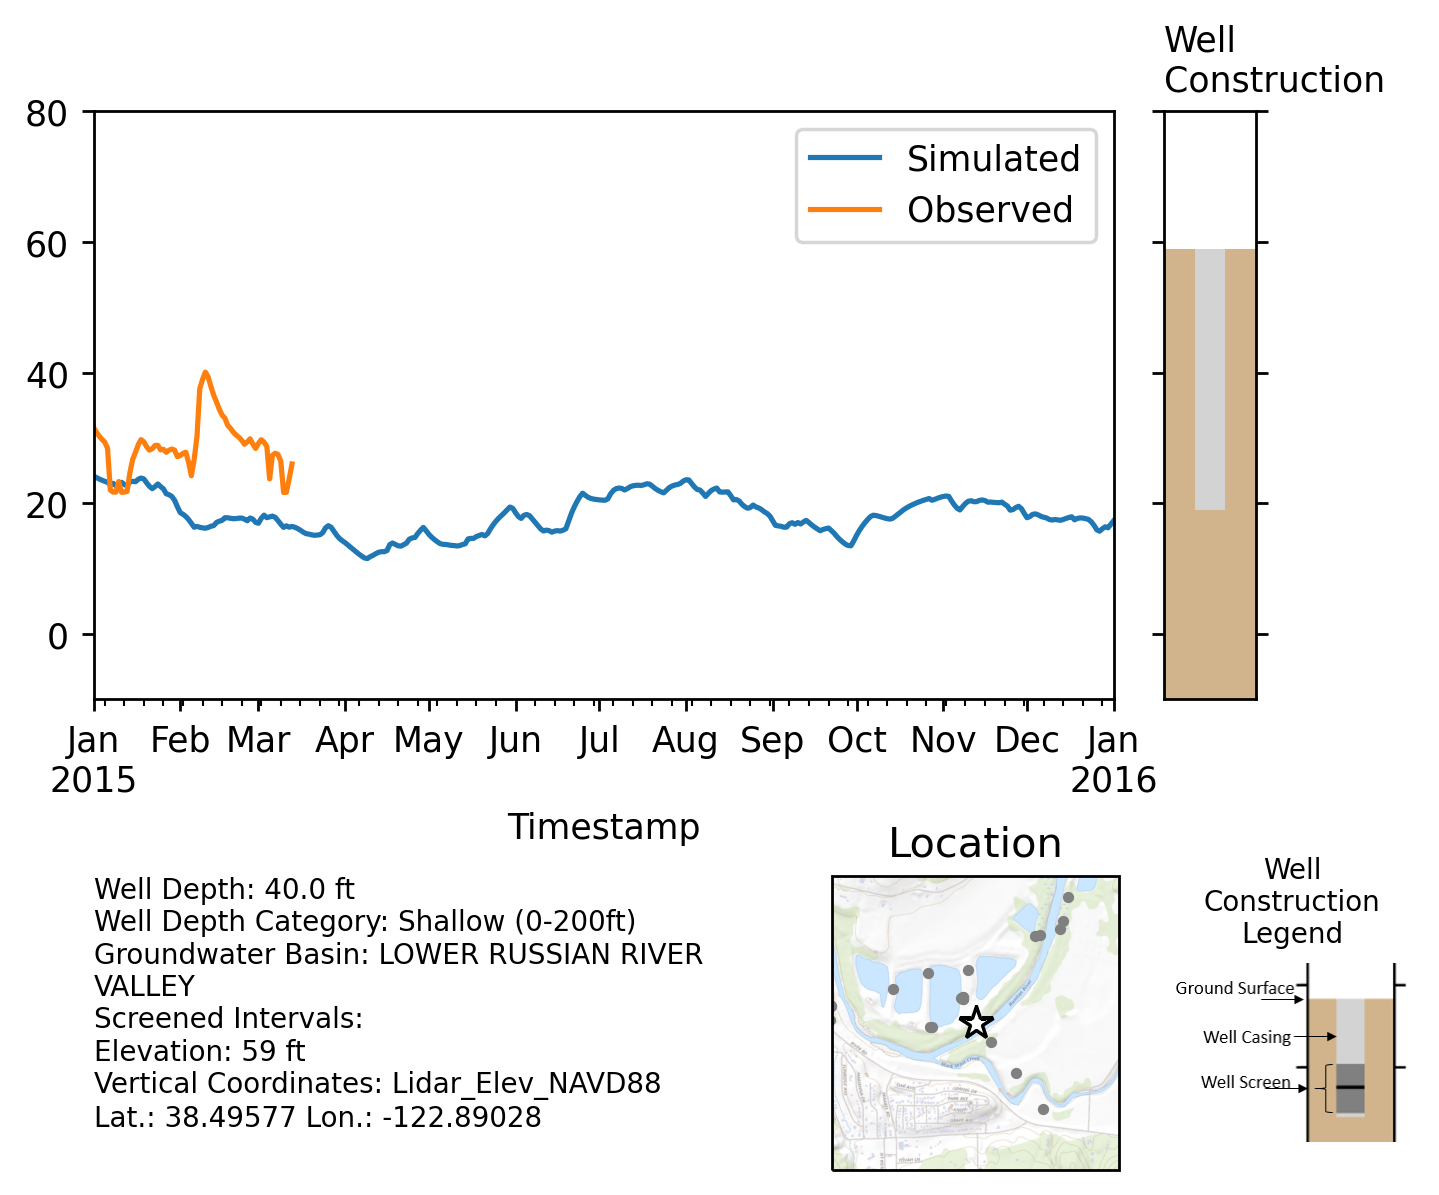 Well
Construction
80
60
40
20
0
Simulated
Observed
Jan
2015
Feb
Mar
Apr
May
Jun
Jul
Aug
Sep
Oct
Nov
Dec
Jan
2016
Timestamp
Well Depth: 40.0 ft
Well Depth Category: Shallow (0-200ft)
Groundwater Basin: LOWER RUSSIAN RIVER
VALLEY
Screened Intervals:
Elevation: 59 ft
Vertical Coordinates: Lidar_Elev_NAVD88
Lat.: 38.49577 Lon.: -122.89028
Location
Well
Construction
Legend
Ground Surface
Well Casing
Well Screen